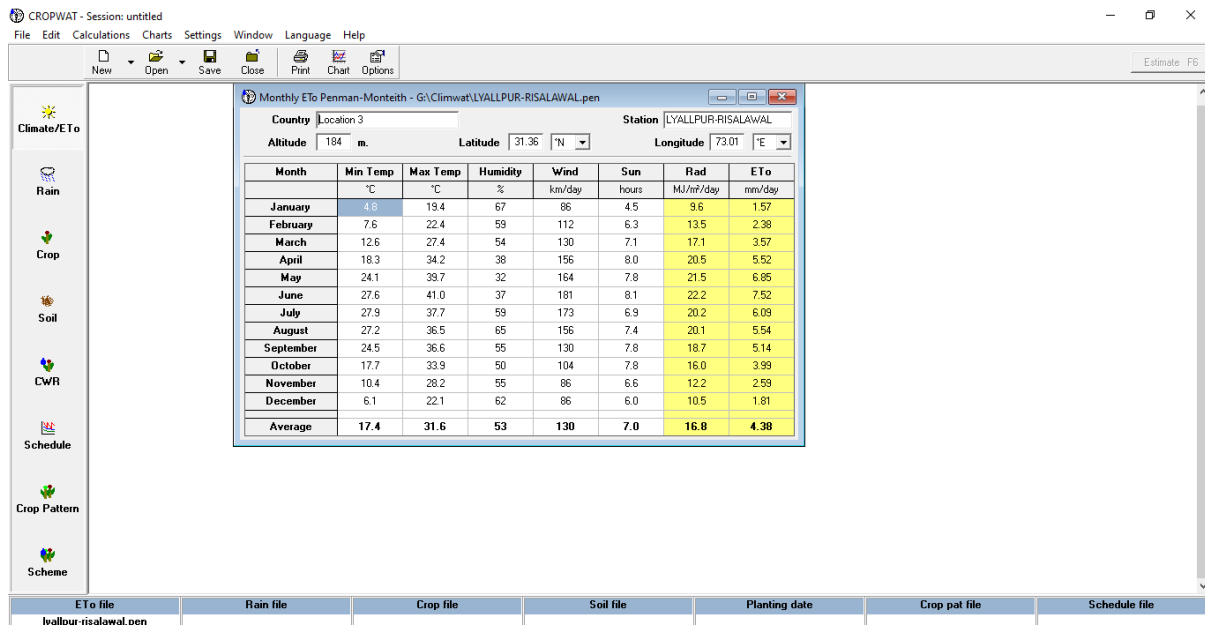 CROPWAT - Session: untitled
File Edit Calculations Charts Settings Window Language Help
New Open Save Close Print Chart Options Estimate F6
Climate/ETo
Rain
Crop
Soil
CWR
Schedule
Crop Pattern
Scheme
Monthly ETo Penman-Monteith - G:\Climwat\LYALLPUR-RISALAWAL.pen
Country Location 3 Station LYALLPUR-RISALAWAL
Altitude 184 m. Latitude 31.36 °N Longitude 73.01 °E
Month Min Temp Max Temp Humidity Wind Sun Rad ETo
°C °C % km/day hours MJ/m²/day mm/day
January 4.8 19.4 67 86 4.5 9.6 1.57
February 7.6 22.4 59 112 6.3 13.5 2.38
March 12.6 27.4 54 130 7.1 17.1 3.57
April 18.3 34.2 38 156 8.0 20.5 5.52
May 24.1 39.7 32 164 7.8 21.5 6.85
June 27.6 41.0 37 181 8.1 22.2 7.52
July 27.9 37.7 59 173 6.9 20.2 6.09
August 27.2 36.5 65 156 7.4 20.1 5.54
September 24.5 36.6 55 130 7.8 18.7 5.14
October 17.7 33.9 50 104 7.8 16.0 3.99
November 10.4 28.2 55 86 6.6 12.2 2.59
December 6.1 22.1 62 86 6.0 10.5 1.81
Average 17.4 31.6 53 130 7.0 16.8 4.38
ETo file Rain file Crop file Soil file Planting date Crop pat file Schedule file
lyallpur-risalawal.pen